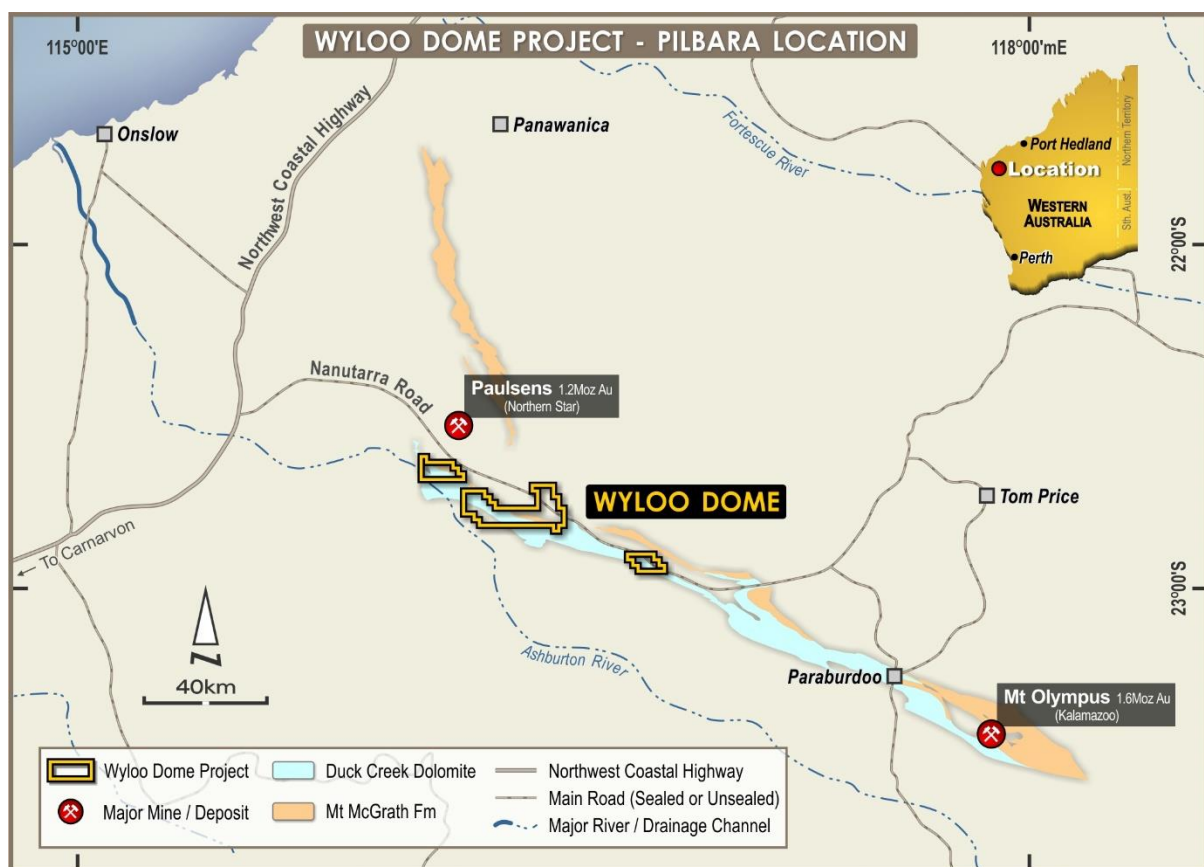 115°00'E
WYLOO DOME PROJECT - PILBARA LOCATION
118°00'mE
Onslow
Northwest Coastal Highway
Panawanica
Fortescue River
Port Hedland
Northern Territory
Location
WESTERN
AUSTRALIA
Sth. Aust.
Perth
22°00'S
Nanutarra Road
Paulsens 1.2Moz Au
(Northern Star)
WYLOO DOME
Tom Price
To Carnarvon
23°00'S
Ashburton River
N
40km
Paraburdoo
Mt Olympus 1.6Moz Au
(Kalamazoo)
Wyloo Dome Project
Duck Creek Dolomite
Northwest Coastal Highway
Main Road (Sealed or Unsealed)
Major Mine / Deposit
Mt McGrath Fm
Major River / Drainage Channel